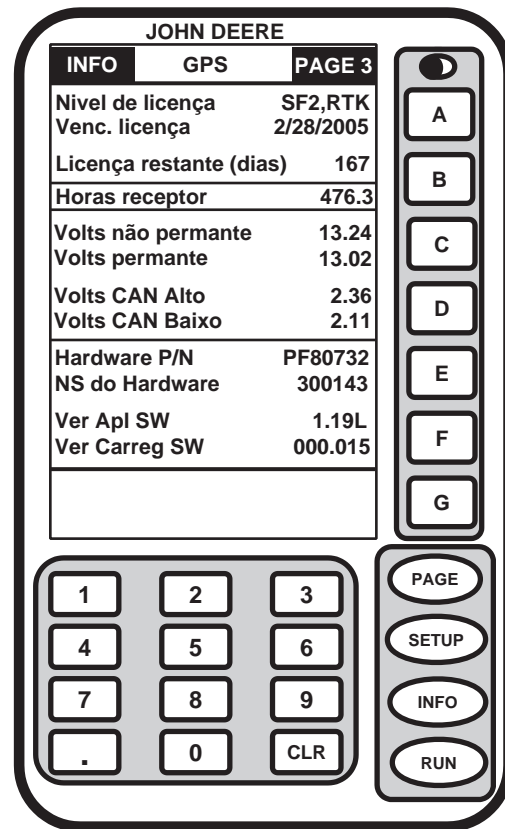 JOHN DEERE
INFO GPS PAGE 3
Nivel de licença SF2,RTK
Venc. licença 2/28/2005
Licença restante (dias) 167
Horas receptor 476.3
Volts não permante 13.24
Volts permante 13.02
Volts CAN Alto 2.36
Volts CAN Baixo 2.11
Hardware P/N PF80732
NS do Hardware 300143
Ver Apl SW 1.19L
Ver Carreg SW 000.015
A
B
C
D
E
F
G
PAGE
SETUP
INFO
RUN
1 2 3
4 5 6
7 8 9
. 0 CLR